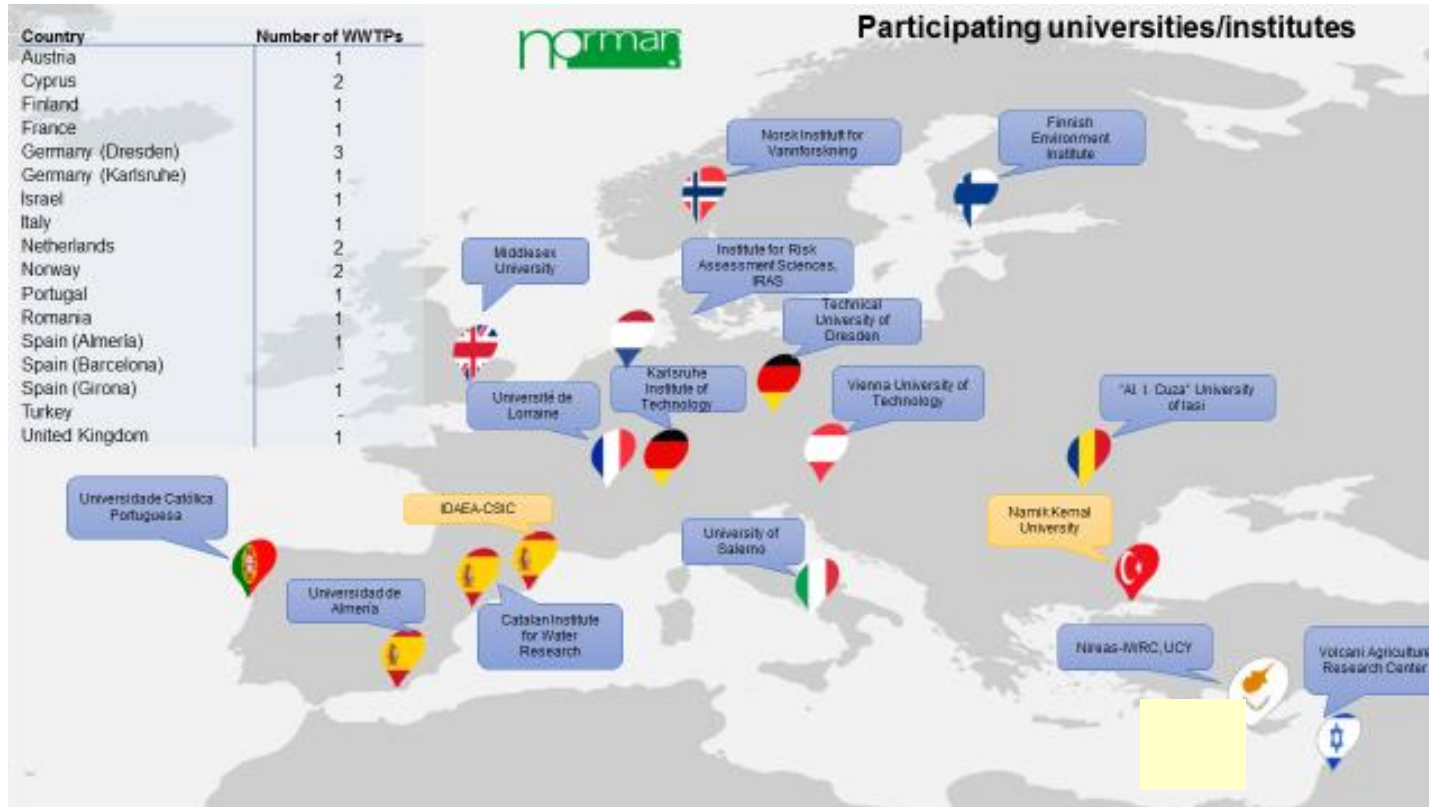 Participating universities/institutes
norman
Country Number of WWTPs
Austria 1
Cyprus 2
Finland 1
France 1
Germany (Dresden) 3
Germany (Karlsruhe) 1
Israel 1
Italy 1
Netherlands 2
Norway 2
Portugal 1
Romania 1
Spain (Almería) 1
Spain (Barcelona) -
Spain (Girona) 1
Turkey -
United Kingdom 1
Norsk Institutt for
Vannforskning
Finnish
Environment
Institute
Middlesex
University
Institute for Risk
Assessment Sciences,
IRAS
Technical
University of
Dresden
Karlsruhe
Institute of
Technology
Université de
Lorraine
Vienna University of
Technology
"Al. I. Cuza" University
of Iasi
Universidade Católica
Portuguesa
IDAEA-CSIC
Namik Kemal
University
University of
Salerno
Universidad de
Almería
Catalan Institute
for Water
Research
Nireas-IWRC, UCY
Volcani Agriculture
Research Center